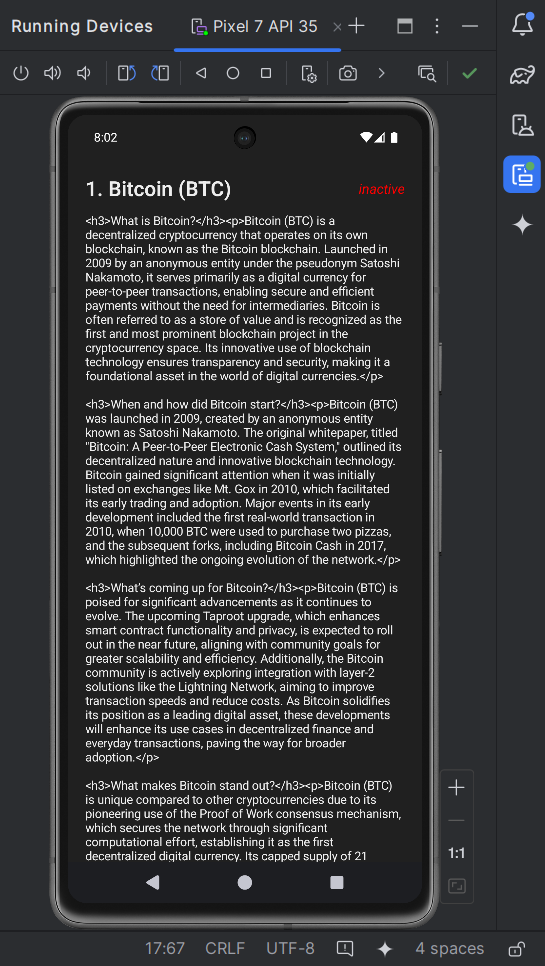 Running Devices
Pixel 7 API 35
8:02
1. Bitcoin (BTC)
inactive
<h3>What is Bitcoin?</h3><p>Bitcoin (BTC) is a
decentralized cryptocurrency that operates on its own
blockchain, known as the Bitcoin blockchain. Launched in
2009 by an anonymous entity under the pseudonym Satoshi
Nakamoto, it serves primarily as a digital currency for
peer-to-peer transactions, enabling secure and efficient
payments without the need for intermediaries. Bitcoin is
often referred to as a store of value and is recognized as the
first and most prominent blockchain project in the
cryptocurrency space. Its innovative use of blockchain
technology ensures transparency and security, making it a
foundational asset in the world of digital currencies.</p>
<h3>When and how did Bitcoin start?</h3><p>Bitcoin (BTC)
was launched in 2009, created by an anonymous entity
known as Satoshi Nakamoto. The original whitepaper, titled
"Bitcoin: A Peer-to-Peer Electronic Cash System," outlined its
decentralized nature and innovative blockchain technology.
Bitcoin gained significant attention when it was initially
listed on exchanges like Mt. Gox in 2010, which facilitated
its early trading and adoption. Major events in its early
development included the first real-world transaction in
2010, when 10,000 BTC were used to purchase two pizzas,
and the subsequent forks, including Bitcoin Cash in 2017,
which highlighted the ongoing evolution of the network.</p>
<h3>What's coming up for Bitcoin?</h3><p>Bitcoin (BTC) is
poised for significant advancements as it continues to
evolve. The upcoming Taproot upgrade, which enhances
smart contract functionality and privacy, is expected to roll
out in the near future, aligning with community goals for
greater scalability and efficiency. Additionally, the Bitcoin
community is actively exploring integration with layer-2
solutions like the Lightning Network, aiming to improve
transaction speeds and reduce costs. As Bitcoin solidifies
its position as a leading digital asset, these developments
will enhance its use cases in decentralized finance and
everyday transactions, paving the way for broader
adoption.</p>
<h3>What makes Bitcoin stand out?</h3><p>Bitcoin (BTC)
is unique compared to other cryptocurrencies due to its
pioneering use of the Proof of Work consensus mechanism,
which secures the network through significant
computational effort, establishing it as the first
decentralized digital currency. Its capped supply of 21
1:1
17:67 CRLF UTF-8 4 spaces